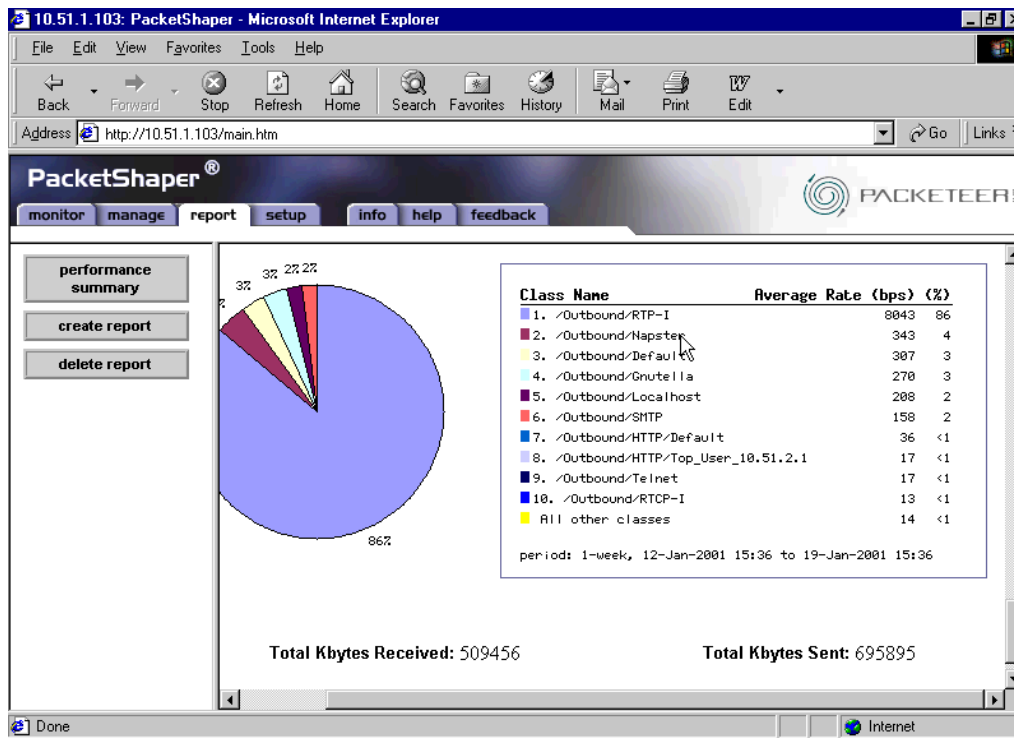 10.51.1.103: PacketShaper - Microsoft Internet Explorer
File Edit View Favorites Tools Help
Back Forward Stop Refresh Home Search Favorites History Mail Print Edit
Address http://10.51.1.103/main.htm Go Links
PacketShaper®
PACKETEER
monitor manage report setup info help feedback
performance summary
create report
delete report
3% 3% 2% 2%
86%
Class Name Average Rate (bps) (%)
1. /Outbound/RTP-I 8043 86
2. /Outbound/Napster 343 4
3. /Outbound/Default 307 3
4. /Outbound/Gnutella 270 3
5. /Outbound/Localhost 208 2
6. /Outbound/SMTP 158 2
7. /Outbound/HTTP/Default 36 <1
8. /Outbound/HTTP/Top_User_10.51.2.1 17 <1
9. /Outbound/Telnet 17 <1
10. /Outbound/RTCP-I 13 <1
All other classes 14 <1
period: 1-week, 12-Jan-2001 15:36 to 19-Jan-2001 15:36
Total Kbytes Received: 509456 Total Kbytes Sent: 695895
Done Internet